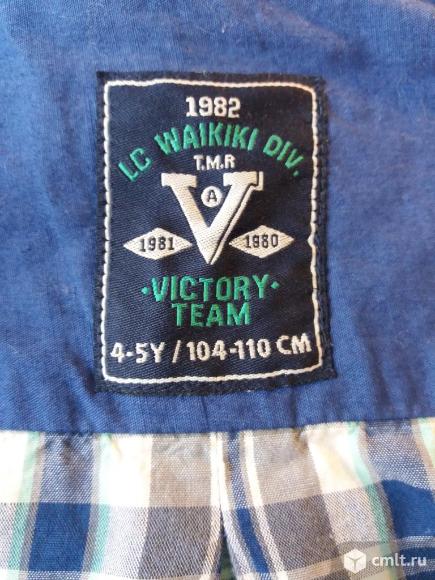 1982
LC WAIKIKI DIV.
T.M.R
A
V
1981 1980
·VICTORY·
TEAM
4-5Y / 104-110 CM
cmlt.ru